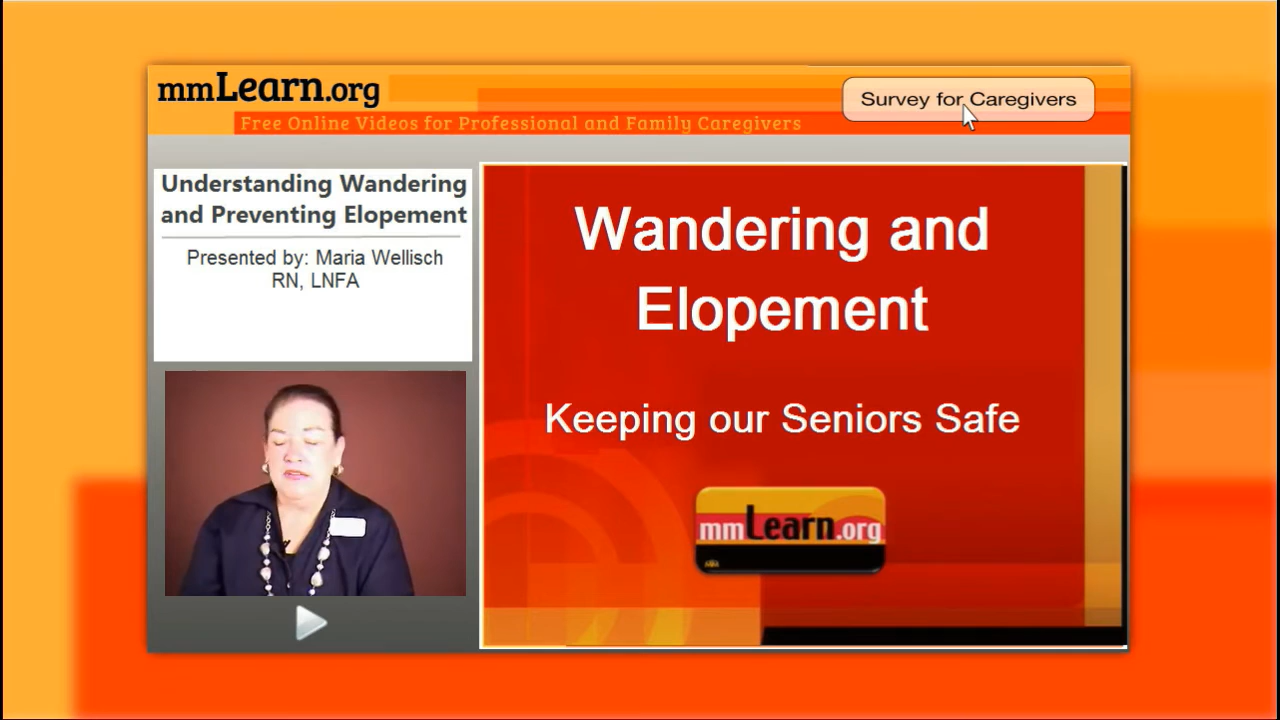 mmLearn.org
Survey for Caregivers
Free Online Videos for Professional and Family Caregivers
Understanding Wandering
and Preventing Elopement
Presented by: Maria Wellisch
RN, LNFA
Wandering and
Elopement
Keeping our Seniors Safe
mmLearn.org